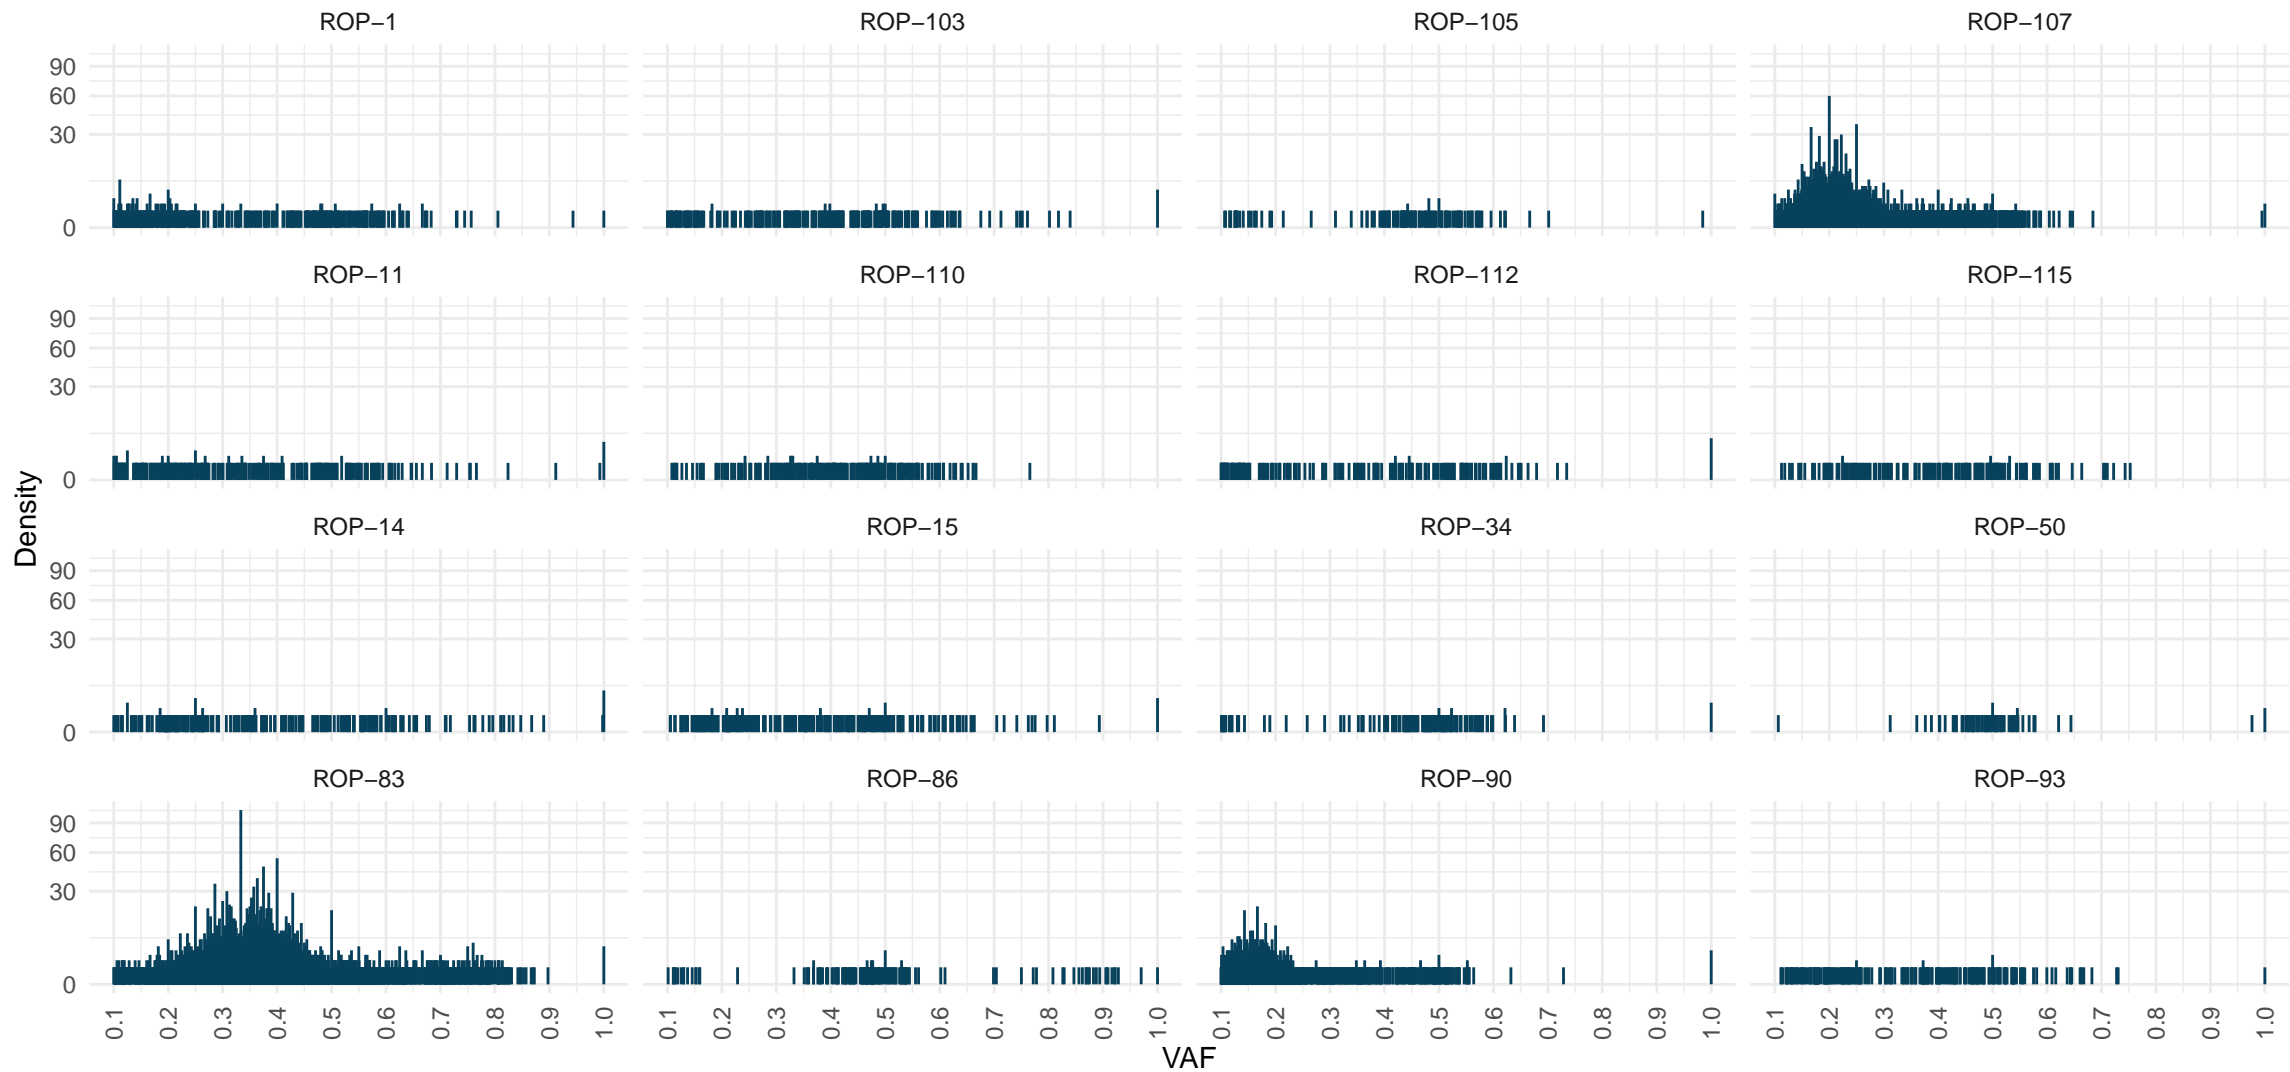 ROP−1 ROP−103 ROP−105 ROP−107
90
60
30
0
ROP−11 ROP−110 ROP−112 ROP−115
90
60
30
0
Density
ROP−14 ROP−15 ROP−34 ROP−50
90
60
30
0
ROP−83 ROP−86 ROP−90 ROP−93
90
60
30
0
0.1 0.2 0.3 0.4 0.5 0.6 0.7 0.8 0.9 1.0 0.1 0.2 0.3 0.4 0.5 0.6 0.7 0.8 0.9 1.0 0.1 0.2 0.3 0.4 0.5 0.6 0.7 0.8 0.9 1.0 0.1 0.2 0.3 0.4 0.5 0.6 0.7 0.8 0.9 1.0
VAF